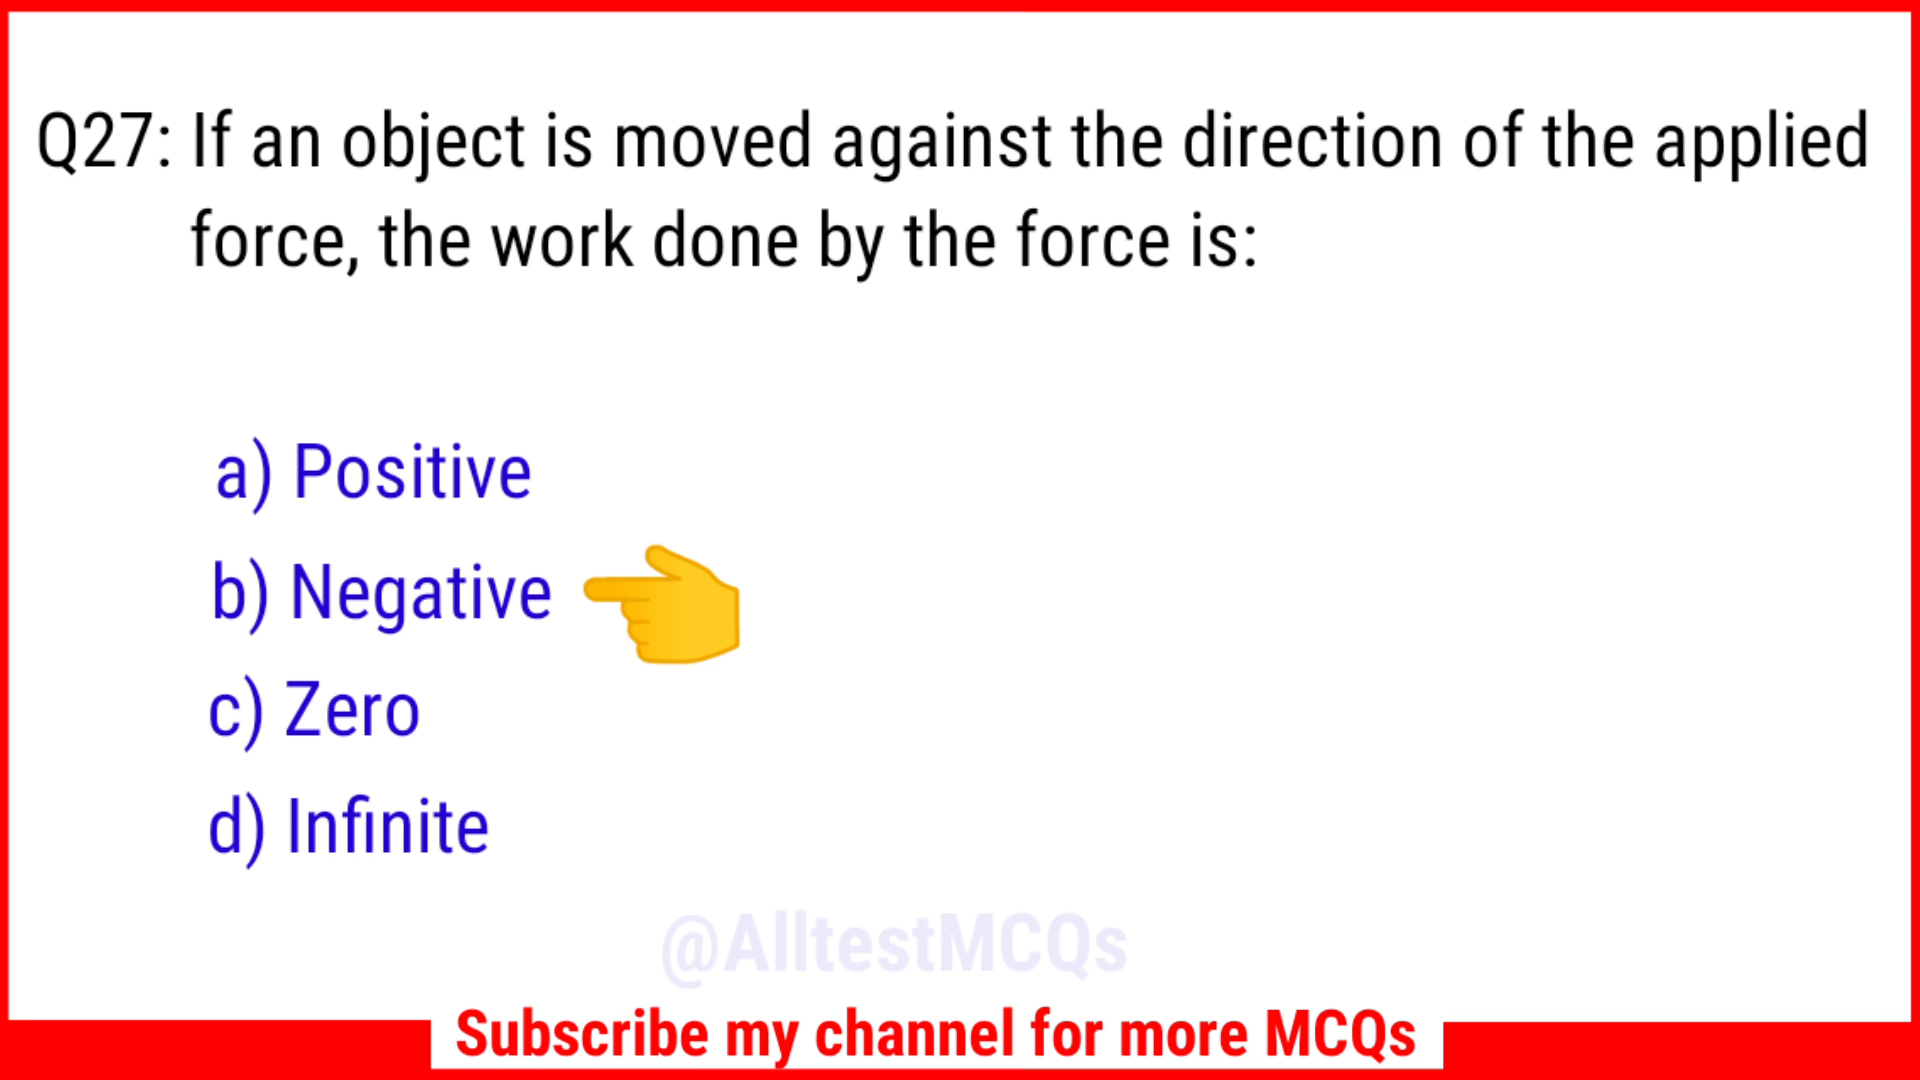 Q27: If an object is moved against the direction of the applied
force, the work done by the force is:
a) Positive
b) Negative
c) Zero
d) Infinite
@AlltestMCQs
Subscribe my channel for more MCQs